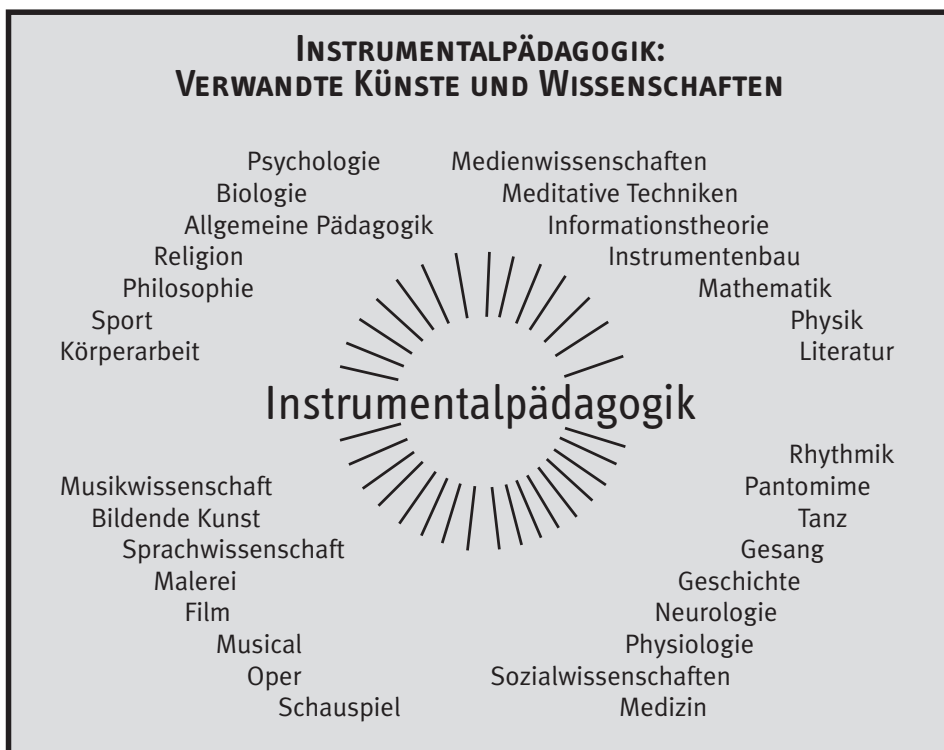 INSTRUMENTALPÄDAGOGIK:
VERWANDTE KÜNSTE UND WISSENSCHAFTEN
Psychologie
Biologie
Allgemeine Pädagogik
Religion
Philosophie
Sport
Körperarbeit
Medienwissenschaften
Meditative Techniken
Informationstheorie
Instrumentenbau
Mathematik
Physik
Literatur
Instrumentalpädagogik
Musikwissenschaft
Bildende Kunst
Sprachwissenschaft
Malerei
Film
Musical
Oper
Schauspiel
Rhythmik
Pantomime
Tanz
Gesang
Geschichte
Neurologie
Physiologie
Sozialwissenschaften
Medizin